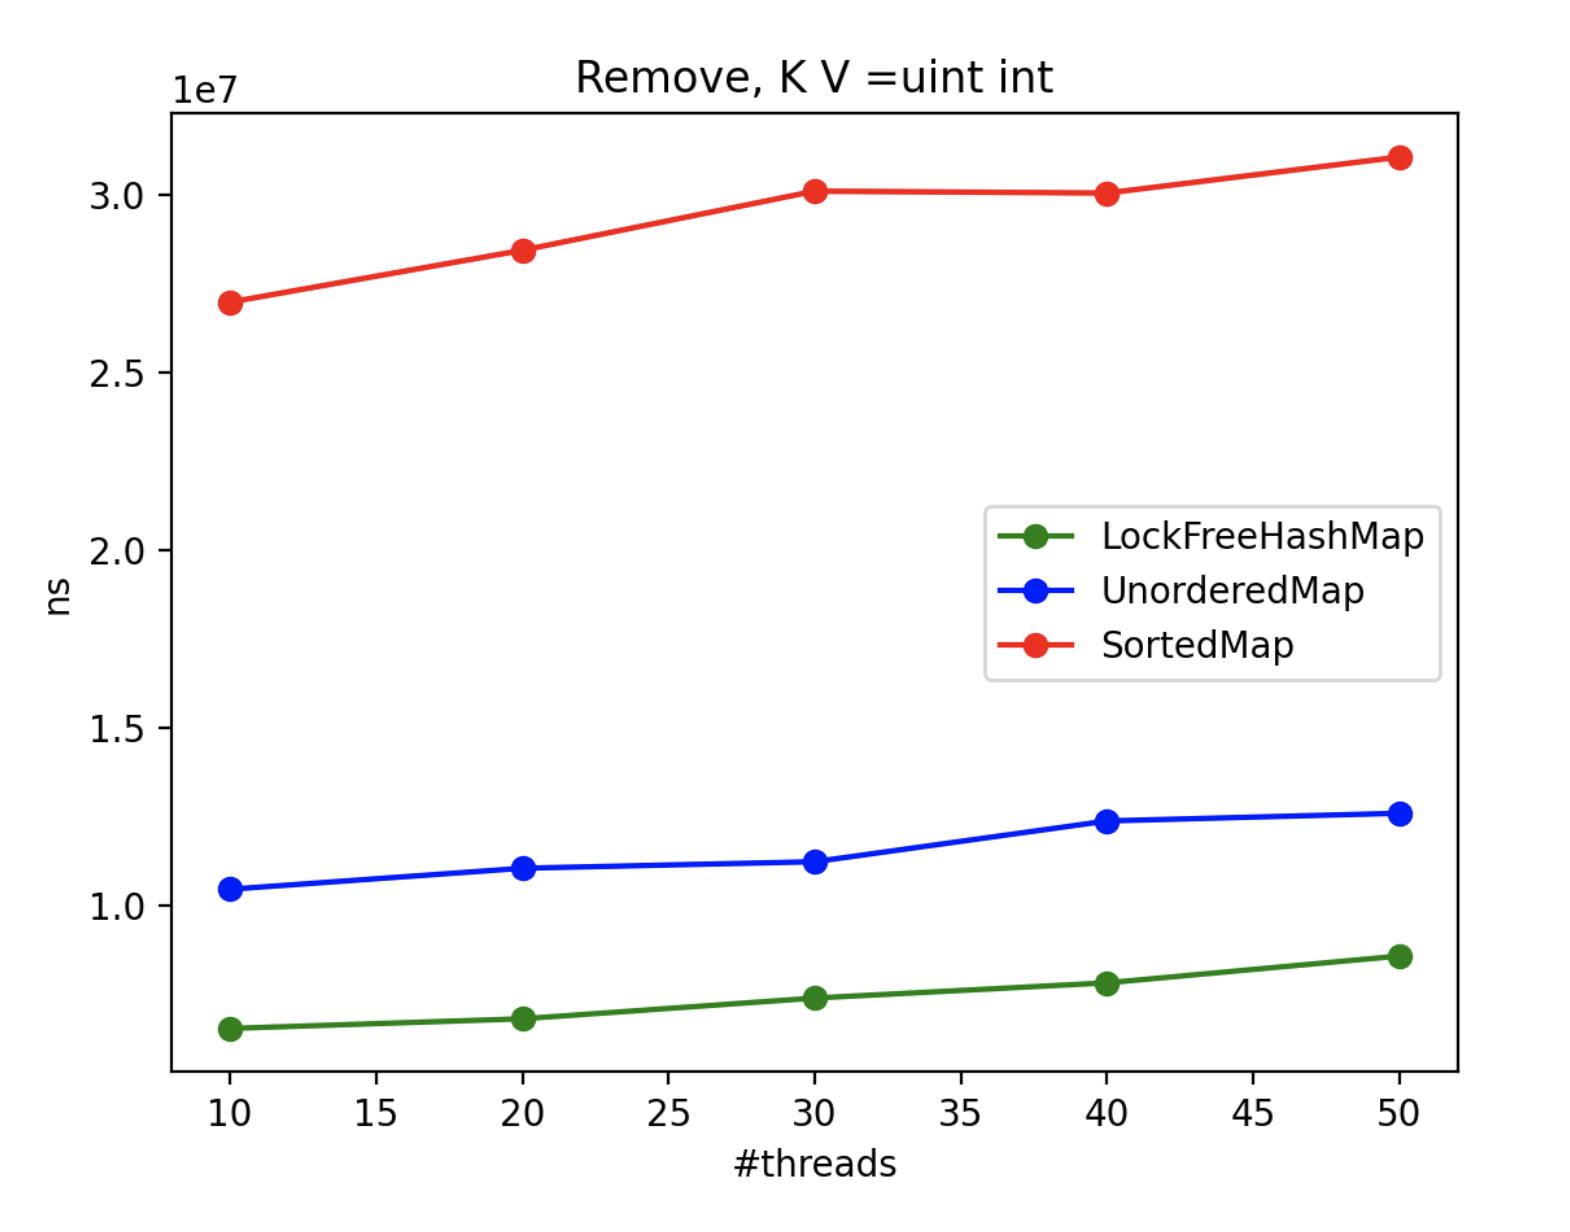 Remove, K V =uint int
1e7
3.0
2.5
2.0
1.5
1.0
ns
LockFreeHashMap
UnorderedMap
SortedMap
10 15 20 25 30 35 40 45 50
#threads